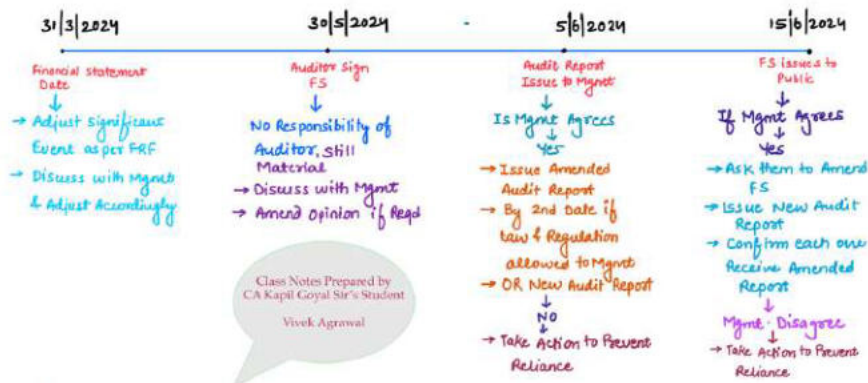 31|3|2024
30|5|2024
5|6|2024
15|6|2024
Financial Statement
Date
→ Adjust Significant
Event as per FRF
→ Discuss with Mgmt
& Adjust Accordingly
Auditor Sign
FS
No Responsibility of
Auditor, Still
Material
→ Discuss with Mgmt
→ Amend Opinion if Reqd
Class Notes Prepared by
CA Kapil Goyal Sir's Student
Vivek Agrawal
Audit Report
Issue to Mgmt
Is Mgmt Agrees
Yes
→ Issue Amended
Audit Report
→ By 2nd Date if
Law & Regulation
allowed to Mgmt
→ OR New Audit Report
NO
→ Take Action to Prevent
Reliance
FS issues to
Public
If Mgmt Agrees
Yes
→ Ask them to Amend
FS
→ Issue New Audit
Report
→ Confirm each one
Receive Amended
Report
Mgmt. Disagree
→ Take Action to Prevent
Reliance